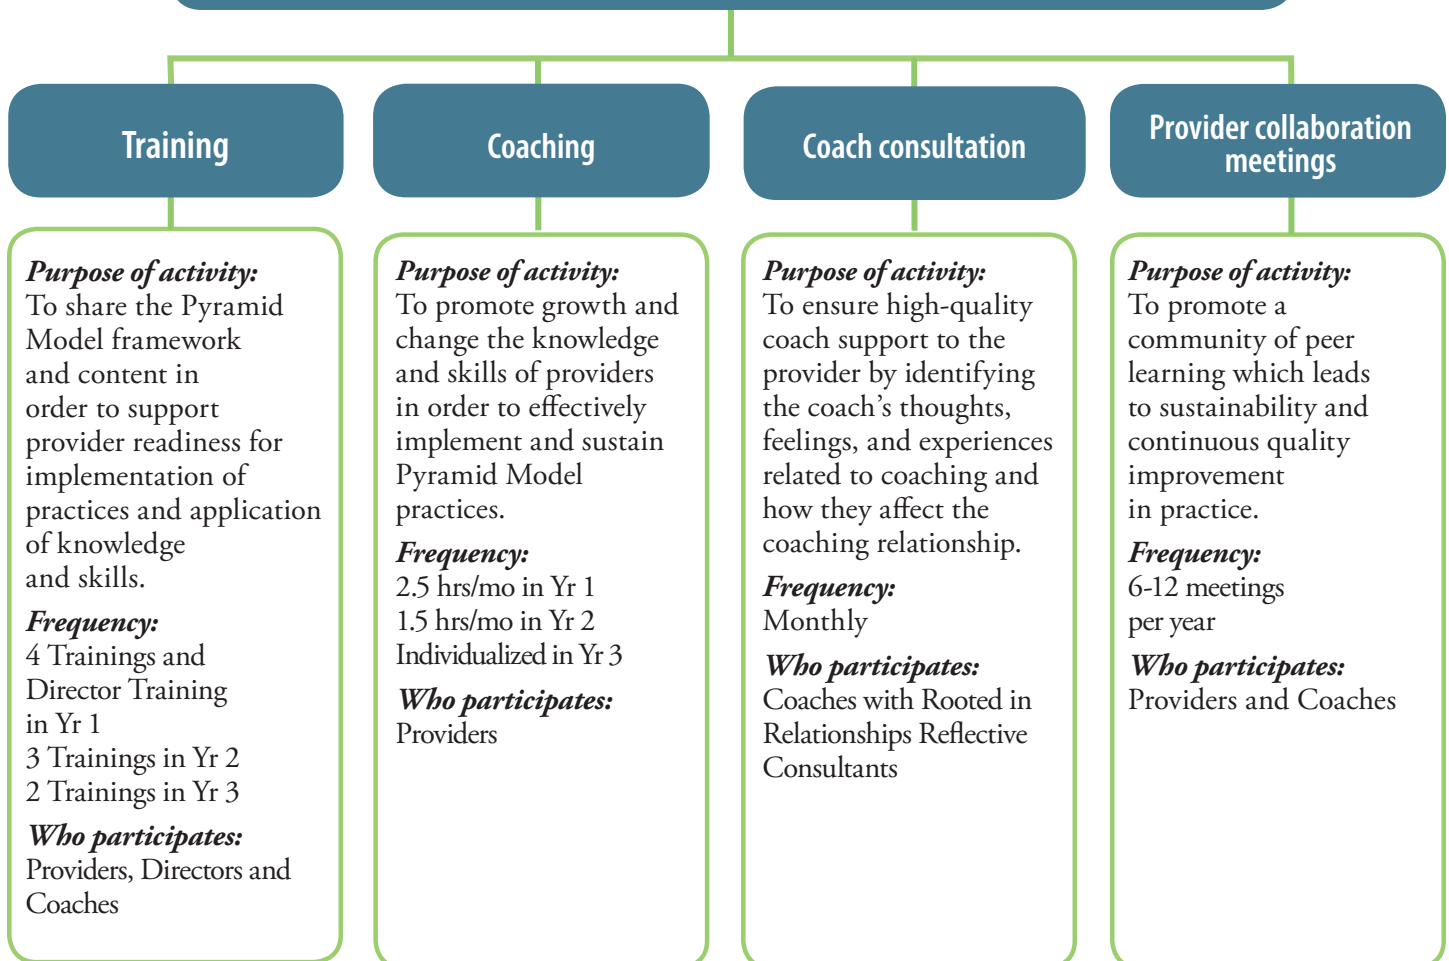 Training
Purpose of activity:
To share the Pyramid
Model framework
and content in
order to support
provider readiness for
implementation of
practices and application
of knowledge
and skills.
Frequency:
4 Trainings and
Director Training
in Yr 1
3 Trainings in Yr 2
2 Trainings in Yr 3
Who participates:
Providers, Directors and
Coaches
Coaching
Purpose of activity:
To promote growth and
change the knowledge
and skills of providers
in order to effectively
implement and sustain
Pyramid Model
practices.
Frequency:
2.5 hrs/mo in Yr 1
1.5 hrs/mo in Yr 2
Individualized in Yr 3
Who participates:
Providers
Coach consultation
Purpose of activity:
To ensure high-quality
coach support to the
provider by identifying
the coach’s thoughts,
feelings, and experiences
related to coaching and
how they affect the
coaching relationship.
Frequency:
Monthly
Who participates:
Coaches with Rooted in
Relationships Reflective
Consultants
Provider collaboration
meetings
Purpose of activity:
To promote a
community of peer
learning which leads
to sustainability and
continuous quality
improvement
in practice.
Frequency:
6-12 meetings
per year
Who participates:
Providers and Coaches